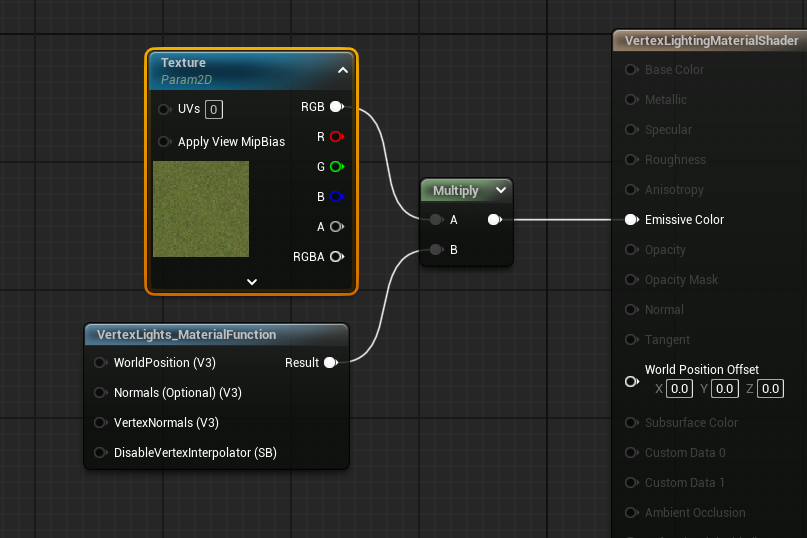 Texture
Param2D
UVs 0
Apply View MipBias
RGB
R
G
B
A
RGBA
Multiply
A
B
VertexLights_MaterialFunction
WorldPosition (V3)
Result
Normals (Optional) (V3)
VertexNormals (V3)
DisableVertexInterpolator (SB)
VertexLightingMaterialShader
Base Color
Metallic
Specular
Roughness
Anisotropy
Emissive Color
Opacity
Opacity Mask
Normal
Tangent
World Position Offset
X 0.0 Y 0.0 Z 0.0
Subsurface Color
Custom Data 0
Custom Data 1
Ambient Occlusion